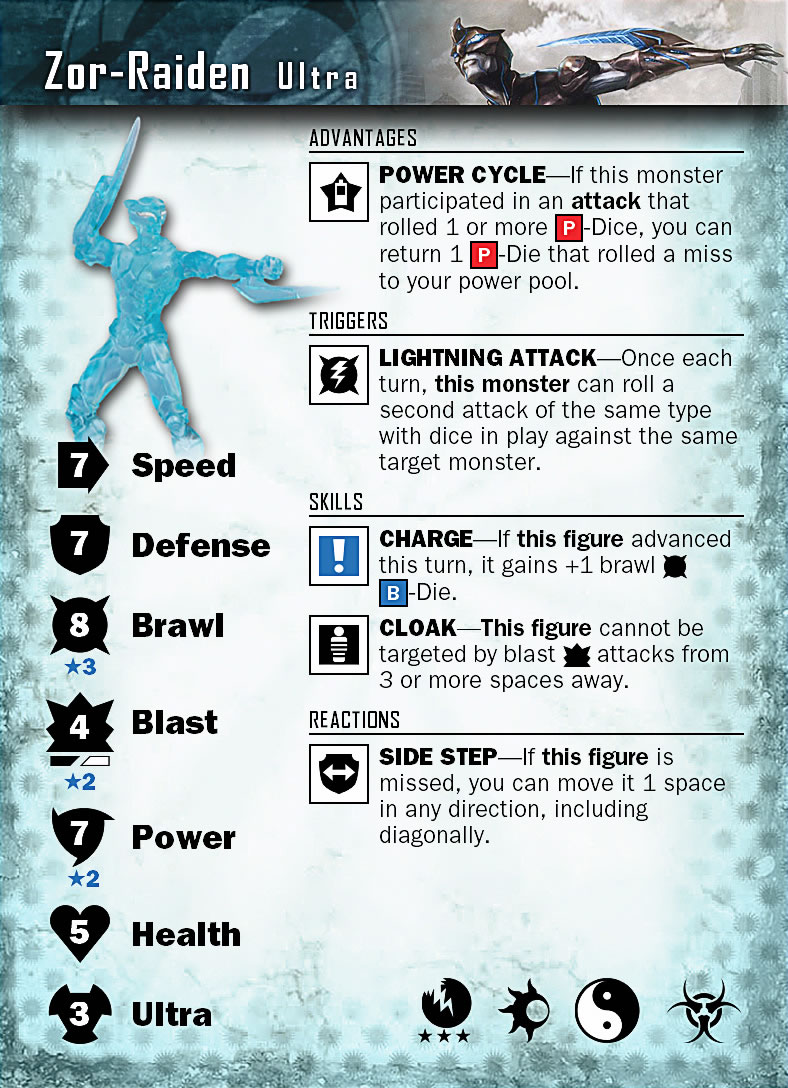 Zor-Raiden Ultra
ADVANTAGES
POWER CYCLE—If this monster
participated in an attack that
rolled 1 or more P-Dice, you can
return 1 P-Die that rolled a miss
to your power pool.
TRIGGERS
LIGHTNING ATTACK—Once each
turn, this monster can roll a
second attack of the same type
with dice in play against the same
target monster.
SKILLS
CHARGE—If this figure advanced
this turn, it gains +1 brawl
B-Die.
CLOAK—This figure cannot be
targeted by blast attacks from
3 or more spaces away.
REACTIONS
SIDE STEP—If this figure is
missed, you can move it 1 space
in any direction, including
diagonally.
7 Speed
7 Defense
8 Brawl
★3
4 Blast
★2
7 Power
★2
5 Health
3 Ultra
★★★